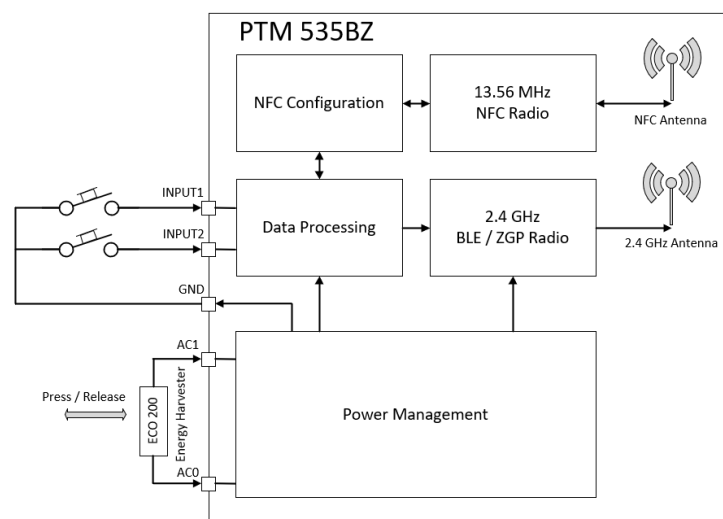 PTM 535BZ
NFC Configuration
13.56 MHz
NFC Radio
NFC Antenna
INPUT1
INPUT2
Data Processing
2.4 GHz
BLE / ZGP Radio
2.4 GHz Antenna
GND
AC1
Press / Release
ECO 200
Energy Harvester
Power Management
AC0